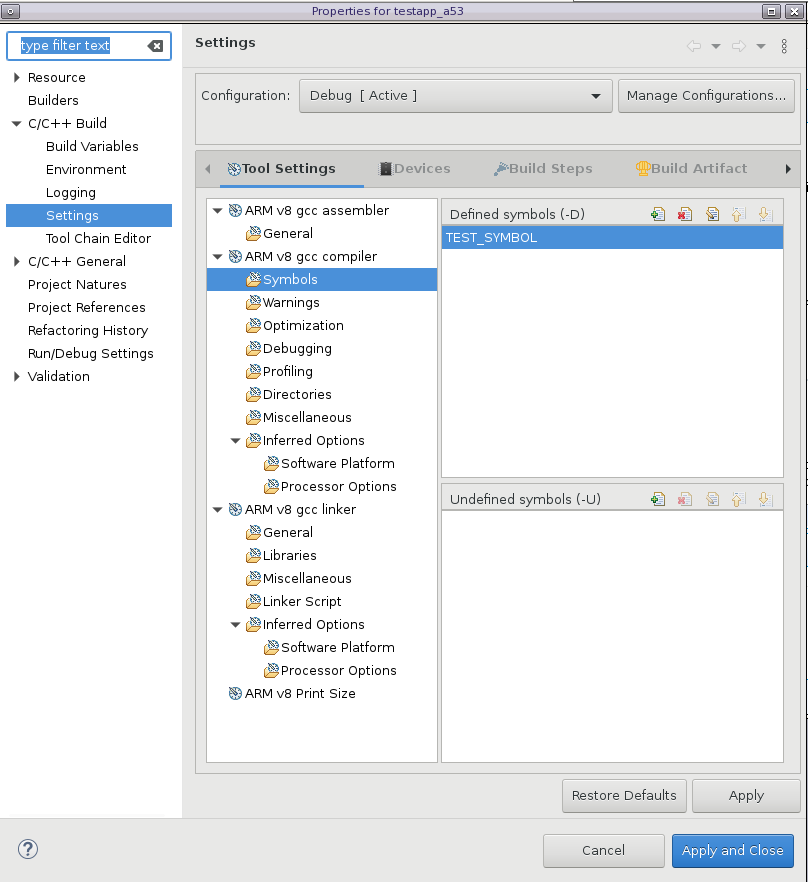 Properties for testapp_a53
type filter text
Resource
Builders
C/C++ Build
Build Variables
Environment
Logging
Settings
Tool Chain Editor
C/C++ General
Project Natures
Project References
Refactoring History
Run/Debug Settings
Validation
Settings
Configuration: Debug [ Active ] Manage Configurations...
Tool Settings Devices Build Steps Build Artifact
ARM v8 gcc assembler
General
ARM v8 gcc compiler
Symbols
Warnings
Optimization
Debugging
Profiling
Directories
Miscellaneous
Inferred Options
Software Platform
Processor Options
ARM v8 gcc linker
General
Libraries
Miscellaneous
Linker Script
Inferred Options
Software Platform
Processor Options
ARM v8 Print Size
Defined symbols (-D)
TEST_SYMBOL
Undefined symbols (-U)
Restore Defaults Apply
Cancel Apply and Close